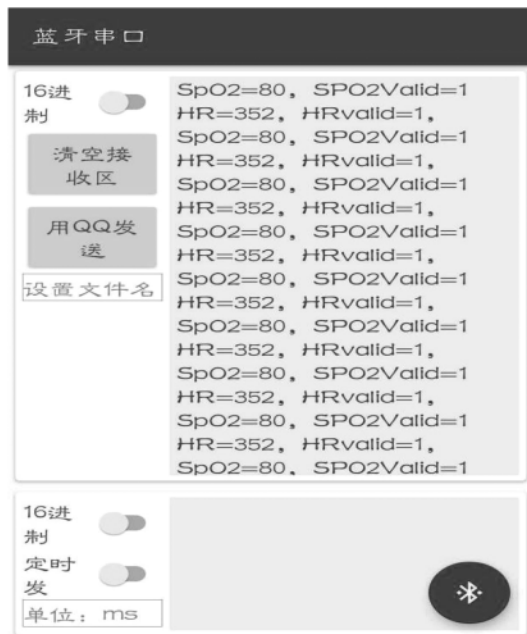 蓝牙串口
16进
制
清空接
收区
用QQ发
送
设置文件名
SpO2=80, SPO2Valid=1
HR=352, HRvalid=1,
SpO2=80, SPO2Valid=1
HR=352, HRvalid=1,
SpO2=80, SPO2Valid=1
HR=352, HRvalid=1,
SpO2=80, SPO2Valid=1
HR=352, HRvalid=1,
SpO2=80, SPO2Valid=1
HR=352, HRvalid=1,
SpO2=80, SPO2Valid=1
HR=352, HRvalid=1,
SpO2=80, SPO2Valid=1
HR=352, HRvalid=1,
SpO2=80, SPO2Valid=1
HR=352, HRvalid=1,
SpO2=80, SPO2Valid=1
16进
制
定时
发
单位：ms